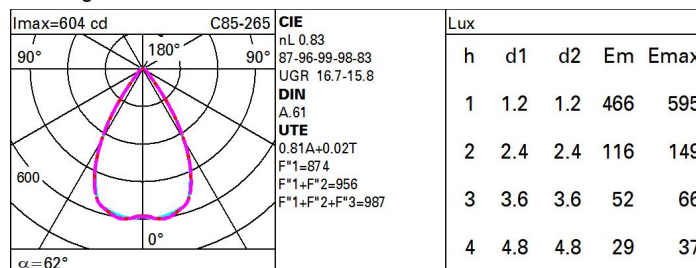 Imax=604 cd C85-265
90° 180° 90°
600
0°
α=62°
CIE
nL 0.83
87-96-99-98-83
UGR 16.7-15.8
DIN
A.61
UTE
0.81A+0.02T
F"1=874
F"1+F"2=956
F"1+F"2+F"3=987
Lux
h d1 d2 Em Emax
1 1.2 1.2 466 595
2 2.4 2.4 116 149
3 3.6 3.6 52 66
4 4.8 4.8 29 37